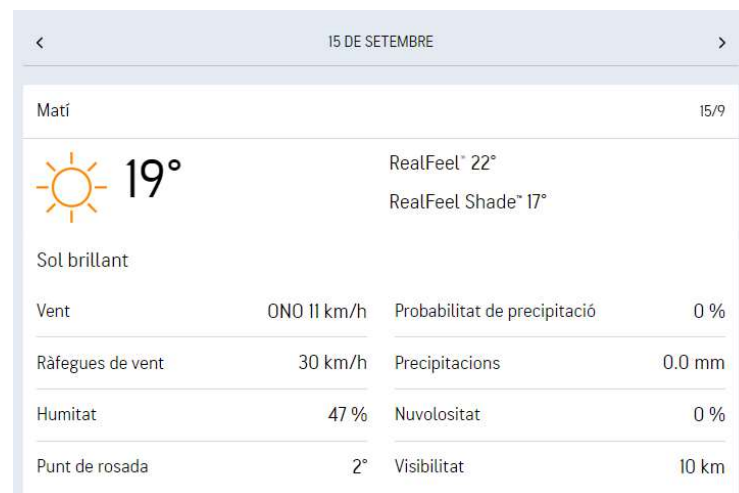 15 DE SETEMBRE
Matí 15/9
19° RealFeel® 22°
RealFeel Shade™ 17°
Sol brillant
Vent ONO 11 km/h Probabilitat de precipitació 0 %
Ràfegues de vent 30 km/h Precipitacions 0.0 mm
Humitat 47 % Nuvolositat 0 %
Punt de rosada 2° Visibilitat 10 km